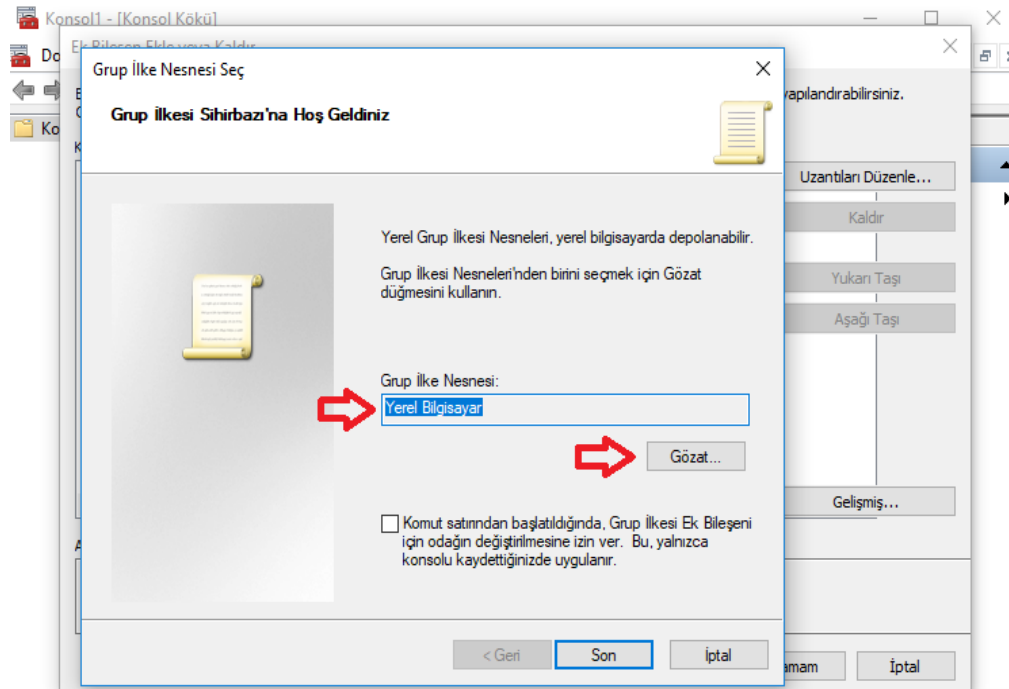 Konsol1 - [Konsol Kökü]
Ek Bileşen Ekle veya Kaldır
Grup İlke Nesnesi Seç
Grup İlkesi Sihirbazı'na Hoş Geldiniz
yapılandırabilirsiniz.
Uzantıları Düzenle...
Kaldır
Yerel Grup İlkesi Nesneleri, yerel bilgisayarda depolanabilir.
Grup İlkesi Nesneleri'nden birini seçmek için Gözat
düğmesini kullanın.
Yukarı Taşı
Aşağı Taşı
Grup İlke Nesnesi:
Yerel Bilgisayar
Gözat...
Gelişmiş...
Komut satırından başlatıldığında, Grup İlkesi Ek Bileşeni
için odağın değiştirilmesine izin ver. Bu, yalnızca
konsolu kaydettiğinizde uygulanır.
< Geri
Son
İptal
İptal